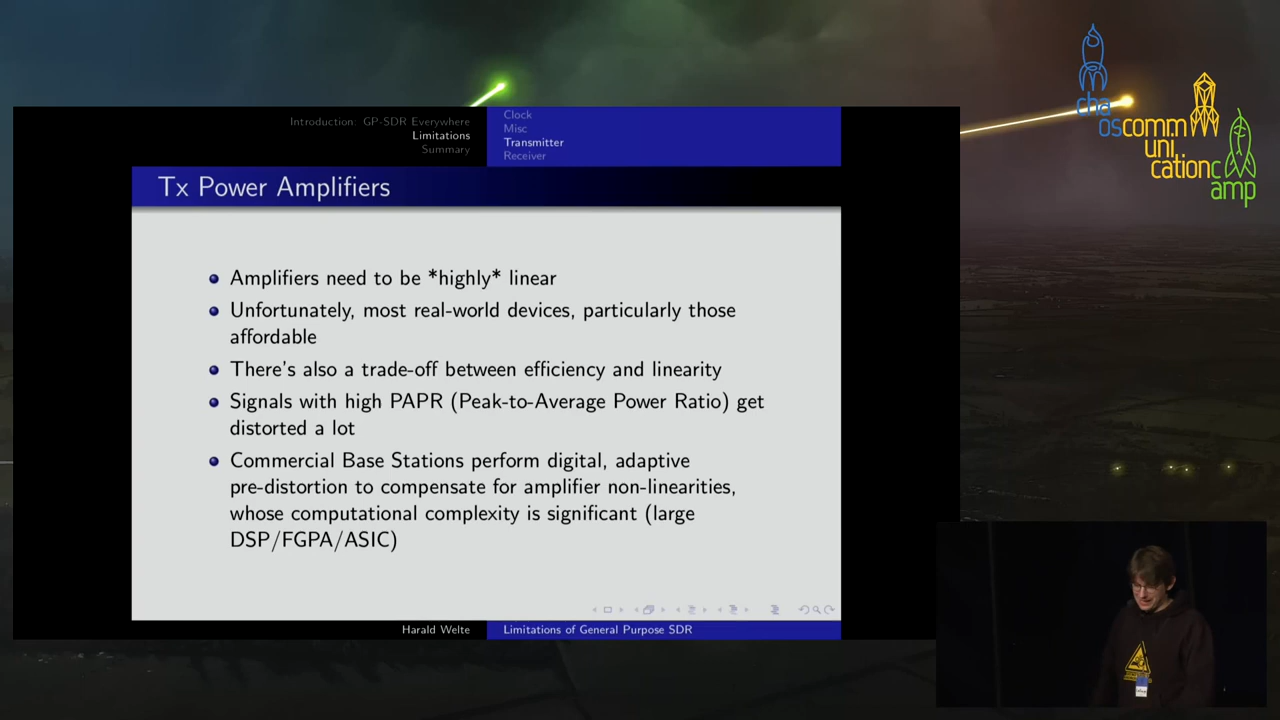 chaos
communication
camp
Introduction: GP-SDR Everywhere
Limitations
Summary
Clock
Misc
Transmitter
Receiver
Tx Power Amplifiers
Amplifiers need to be *highly* linear
Unfortunately, most real-world devices, particularly those
affordable
There's also a trade-off between efficiency and linearity
Signals with high PAPR (Peak-to-Average Power Ratio) get
distorted a lot
Commercial Base Stations perform digital, adaptive
pre-distortion to compensate for amplifier non-linearities,
whose computational complexity is significant (large
DSP/FGPA/ASIC)
Harald Welte
Limitations of General Purpose SDR